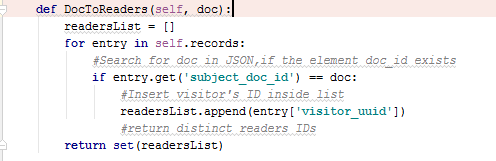 def DocToReaders(self, doc):
readersList = []
for entry in self.records:
#Search for doc in JSON,if the element doc_id exists
if entry.get('subject_doc_id') == doc:
#Insert visitor's ID inside list
readersList.append(entry['visitor_uuid'])
#return distinct readers IDs
return set(readersList)